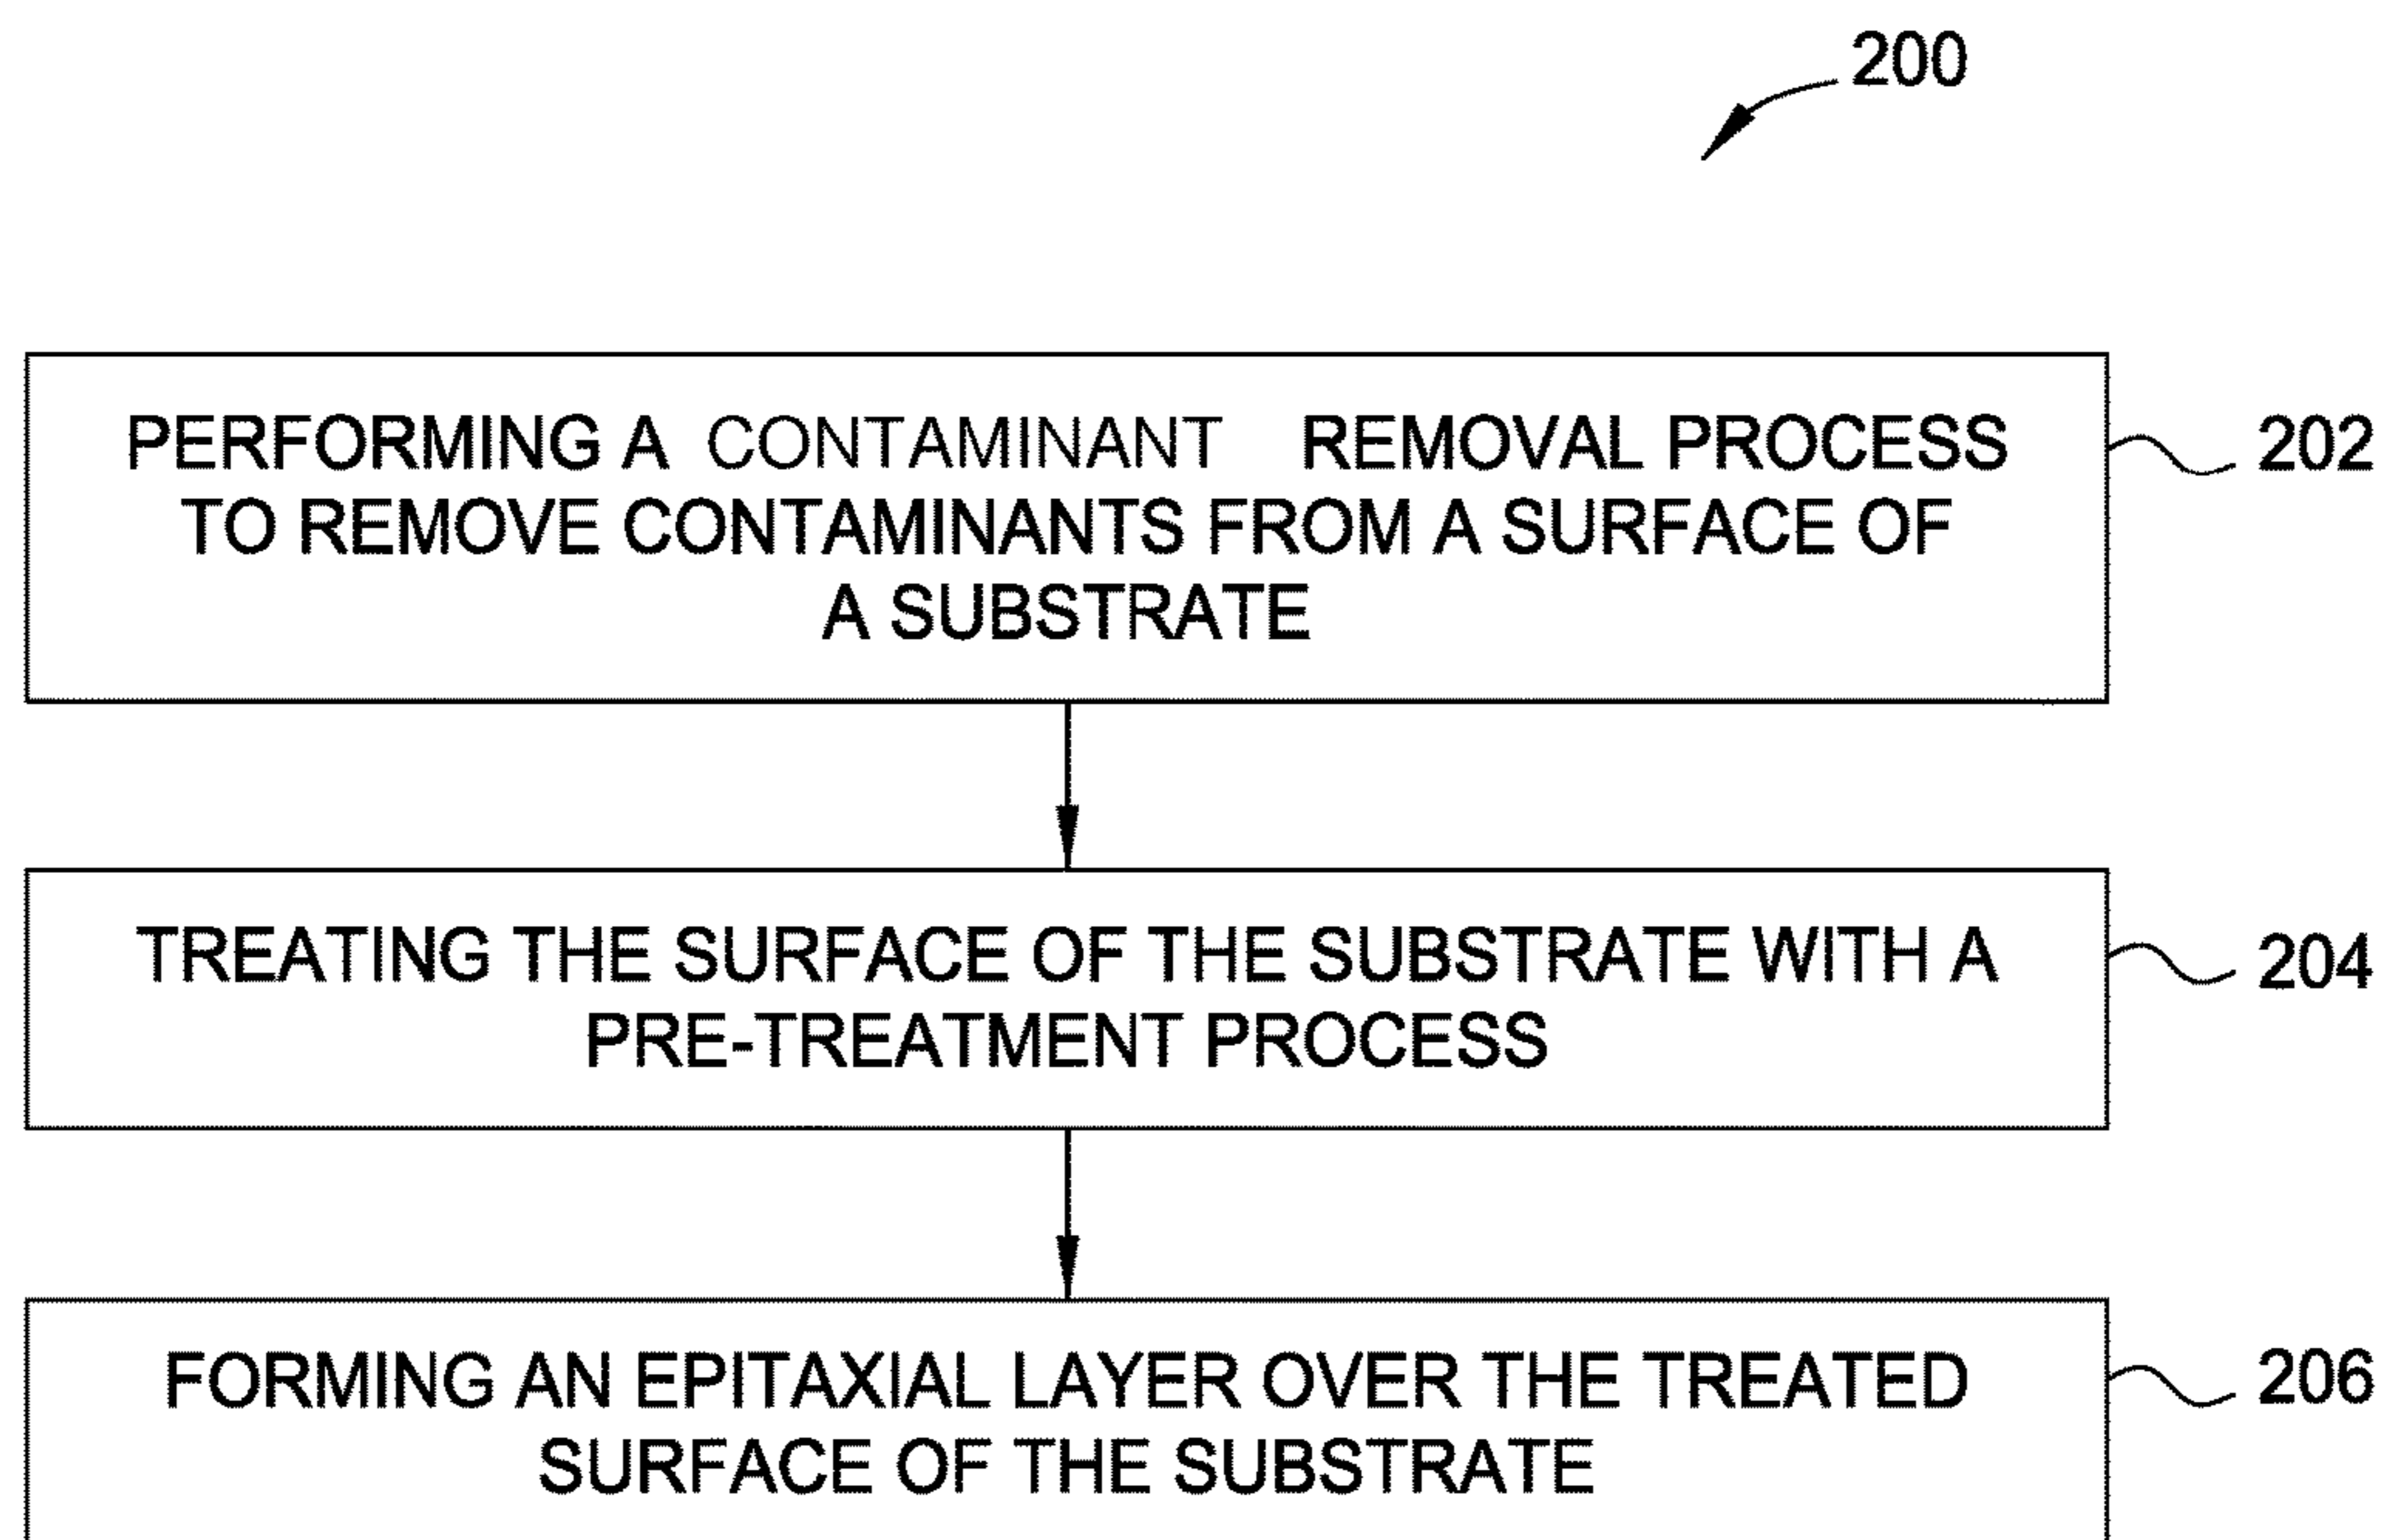 200
PERFORMING A CONTAMINANT REMOVAL PROCESS
TO REMOVE CONTAMINANTS FROM A SURFACE OF
A SUBSTRATE
202
TREATING THE SURFACE OF THE SUBSTRATE WITH A
PRE-TREATMENT PROCESS
204
FORMING AN EPITAXIAL LAYER OVER THE TREATED
SURFACE OF THE SUBSTRATE
206